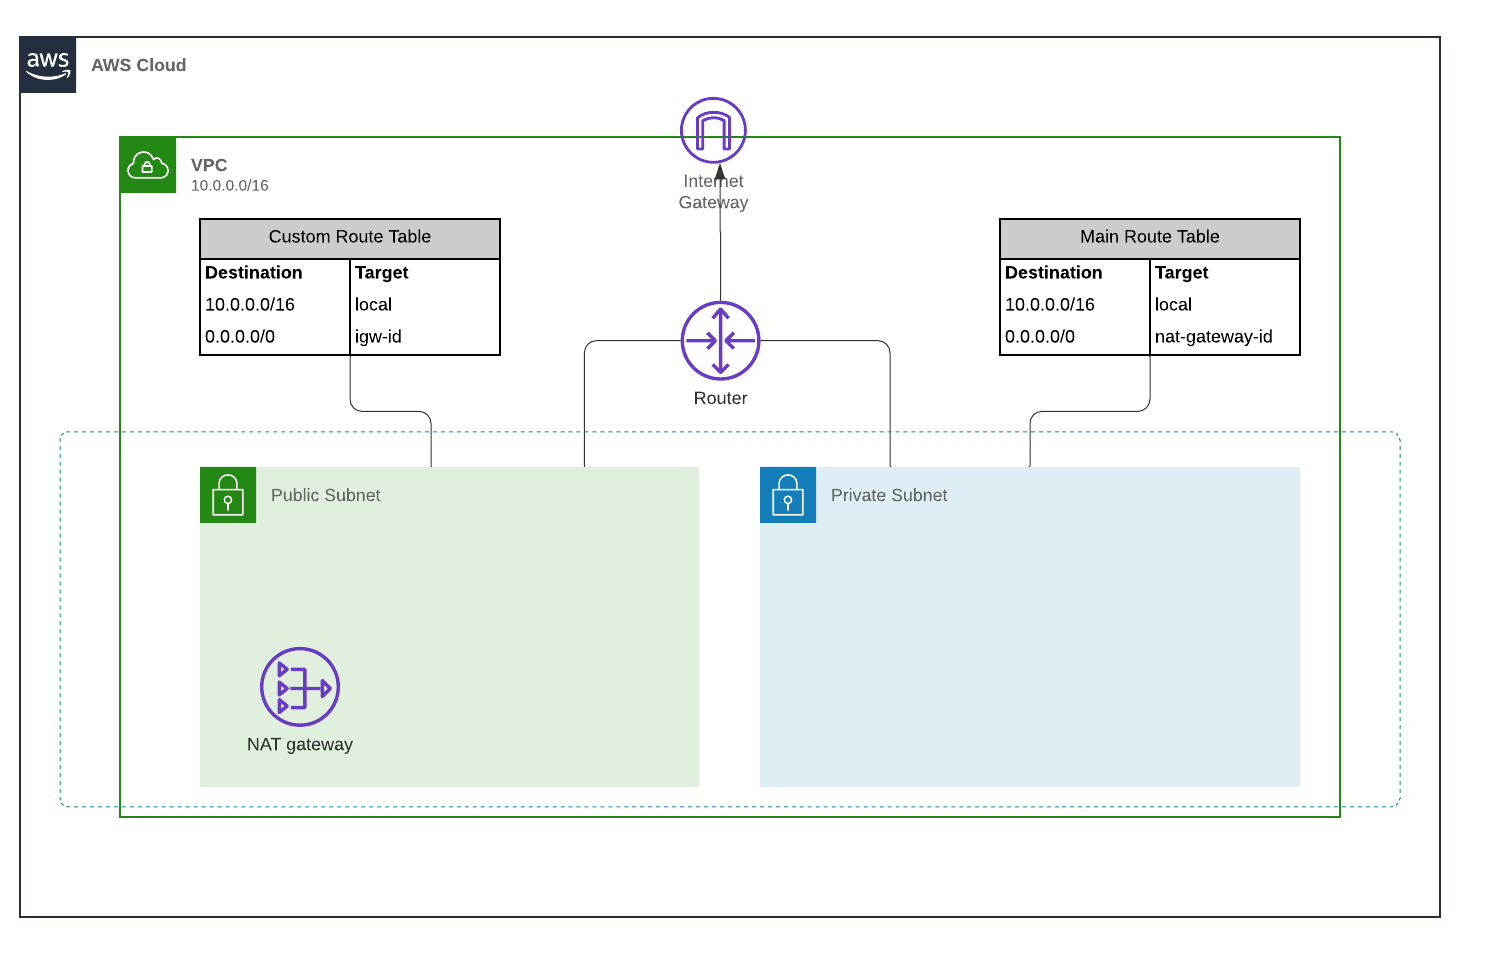 aws
AWS Cloud
VPC
10.0.0.0/16
Internet
Gateway
Custom Route Table
Destination Target
10.0.0.0/16 local
0.0.0.0/0 igw-id
Main Route Table
Destination Target
10.0.0.0/16 local
0.0.0.0/0 nat-gateway-id
Router
Public Subnet
Private Subnet
NAT gateway